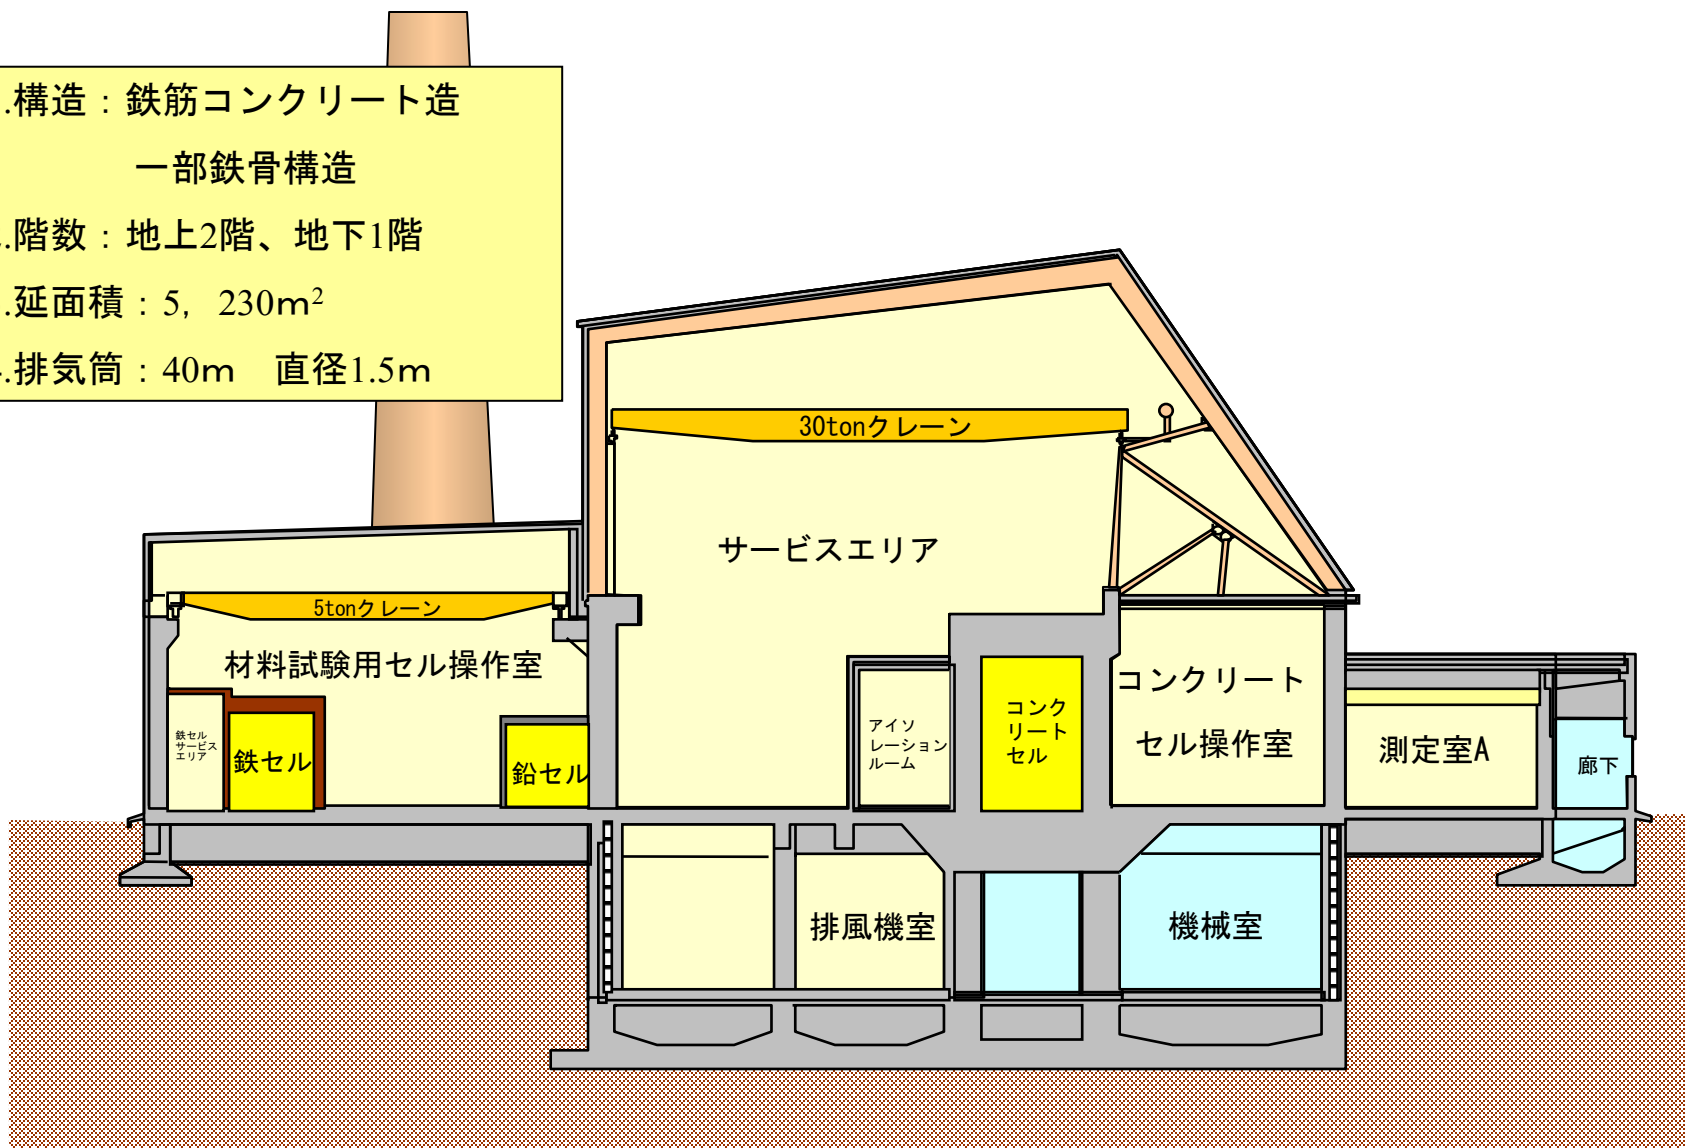 .構造：鉄筋コンクリート造
一部鉄骨構造
.階数：地上2階、地下1階
.延面積：5，230ｍ²
.排気筒：40ｍ　直径1.5ｍ
30tonクレーン
サービスエリア
5tonクレーン
材料試験用セル操作室
鉄セル
サービス
エリア
鉄セル
鉛セル
アイソ
レーション
ルーム
コンク
リート
セル
コンクリート
セル操作室
測定室A
廊下
排風機室
機械室